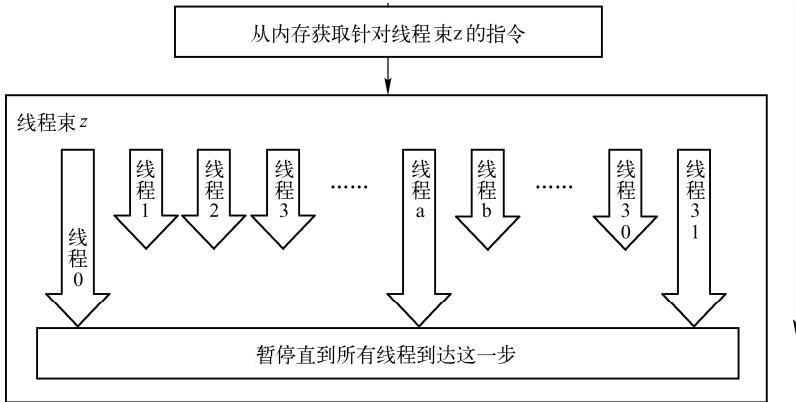 从内存获取针对线程束z的指令
线程束z
线程0
线程1
线程2
线程3
……
线程a
线程b
……
线程30
线程31
暂停直到所有线程到达这一步